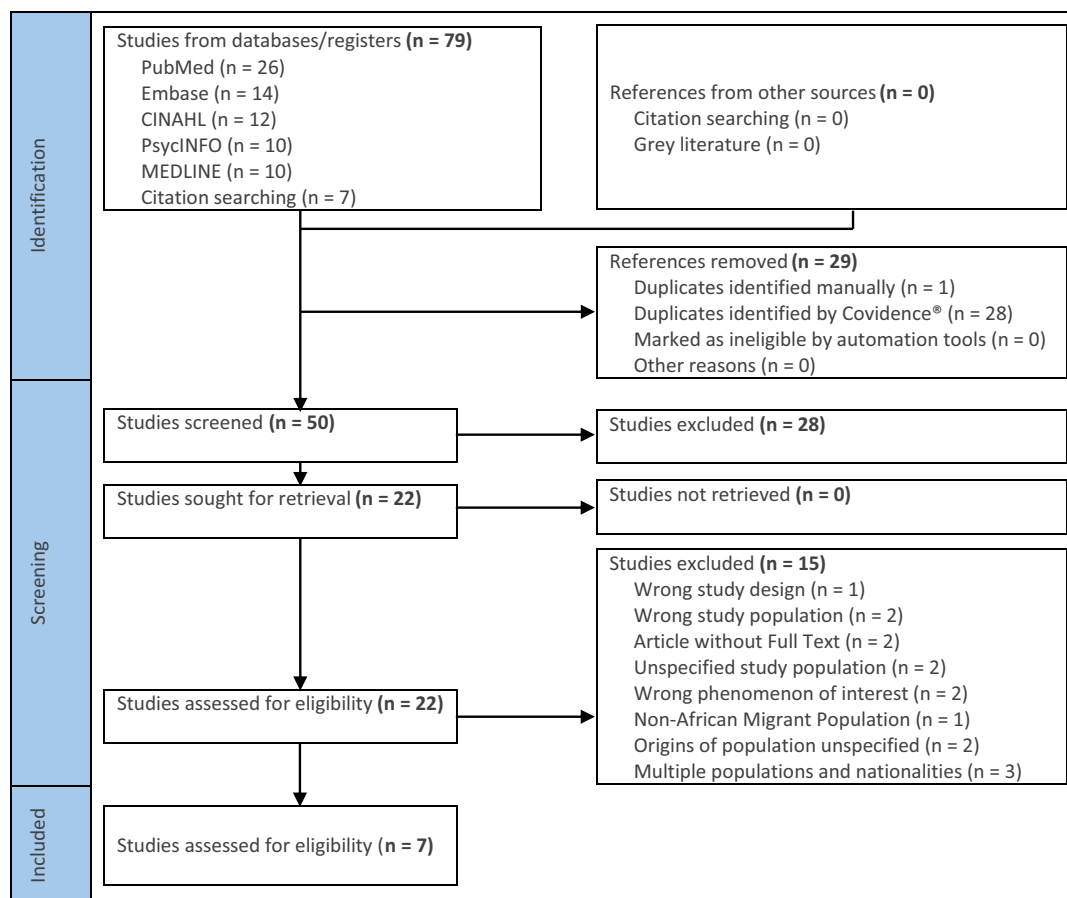 Identification
Studies from databases/registers (n = 79)
PubMed (n = 26)
Embase (n = 14)
CINAHL (n = 12)
PsycINFO (n = 10)
MEDLINE (n = 10)
Citation searching (n = 7)
References from other sources (n = 0)
Citation searching (n = 0)
Grey literature (n = 0)
References removed (n = 29)
Duplicates identified manually (n = 1)
Duplicates identified by Covidence® (n = 28)
Marked as ineligible by automation tools (n = 0)
Other reasons (n = 0)
Screening
Studies screened (n = 50)
Studies excluded (n = 28)
Studies sought for retrieval (n = 22)
Studies not retrieved (n = 0)
Studies assessed for eligibility (n = 22)
Studies excluded (n = 15)
Wrong study design (n = 1)
Wrong study population (n = 2)
Article without Full Text (n = 2)
Unspecified study population (n = 2)
Wrong phenomenon of interest (n = 2)
Non-African Migrant Population (n = 1)
Origins of population unspecified (n = 2)
Multiple populations and nationalities (n = 3)
Included
Studies assessed for eligibility (n = 7)